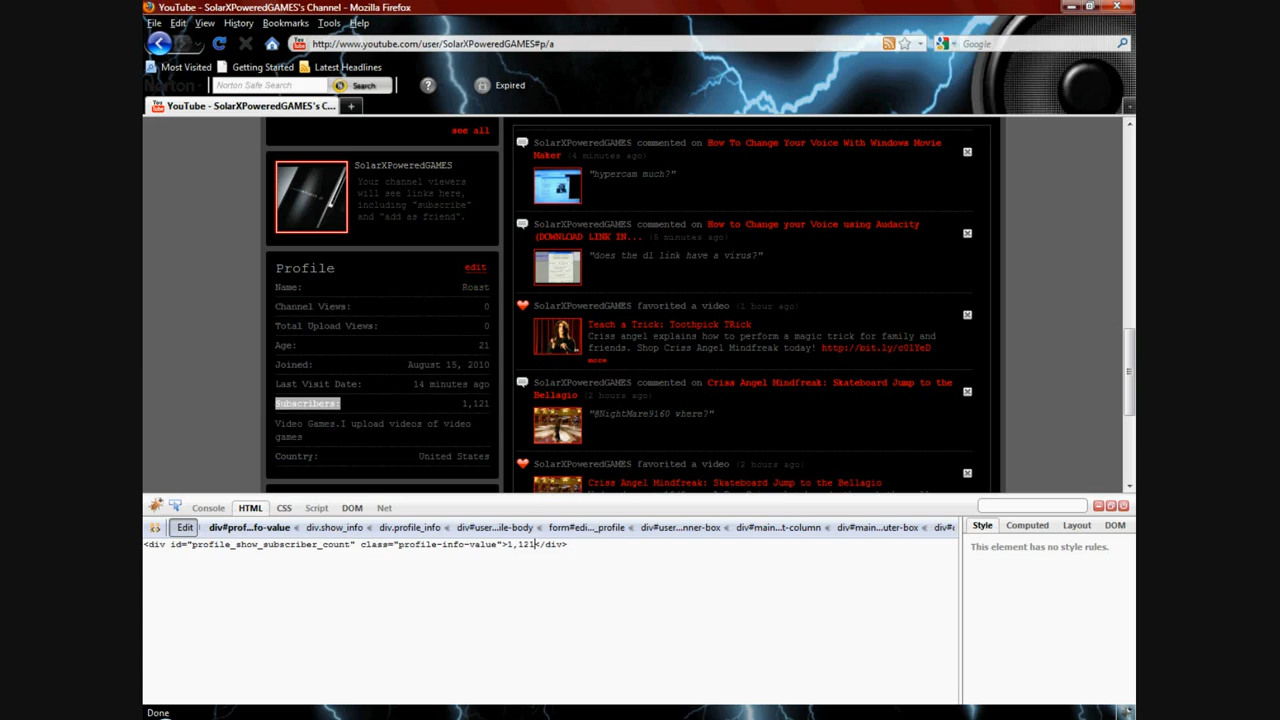 YouTube - SolarXPoweredGAMES's Channel - Mozilla Firefox
File Edit View History Bookmarks Tools Help
http://www.youtube.com/user/SolarXPoweredGAMES#p/a
Google
Most Visited Getting Started Latest Headlines
Norton Norton Safe Search Search ? Expired
YouTube - SolarXPoweredGAMES's C... +
see all
SolarXPoweredGAMES
Your channel viewers
will see links here,
including "subscribe"
and "add as friend".
Profile edit
Name: Roast
Channel Views: 0
Total Upload Views: 0
Age: 21
Joined: August 15, 2010
Last Visit Date: 14 minutes ago
Subscribers: 1,121
Video Games.I upload videos of video
games
Country: United States
SolarXPoweredGAMES commented on How To Change Your Voice With Windows Movie
Maker (4 minutes ago)
"hypercam much?"
SolarXPoweredGAMES commented on How to Change your Voice using Audacity
(DOWNLOAD LINK IN... (5 minutes ago)
"does the dl link have a virus?"
SolarXPoweredGAMES favorited a video (1 hour ago)
Teach a Trick: Toothpick TRick
Criss angel explains how to perform a magic trick for family and
friends. Shop Criss Angel Mindfreak today! http://bit.ly/c01YeD
more
SolarXPoweredGAMES commented on Criss Angel Mindfreak: Skateboard Jump to the
Bellagio (2 hours ago)
"@NightMare9160 where?"
SolarXPoweredGAMES favorited a video (2 hours ago)
Criss Angel Mindfreak: Skateboard Jump to the Bellagio
Console HTML CSS Script DOM Net
Edit div#prof...fo-value < div.show_info < div.profile_info < div#user...ile-body < form#edi..._profile < div#user...nner-box < div#main...t-column < div#main...uter-box < div#e
<div id="profile_show_subscriber_count" class="profile-info-value">1,121</div>
Style Computed Layout DOM
This element has no style rules.
Done